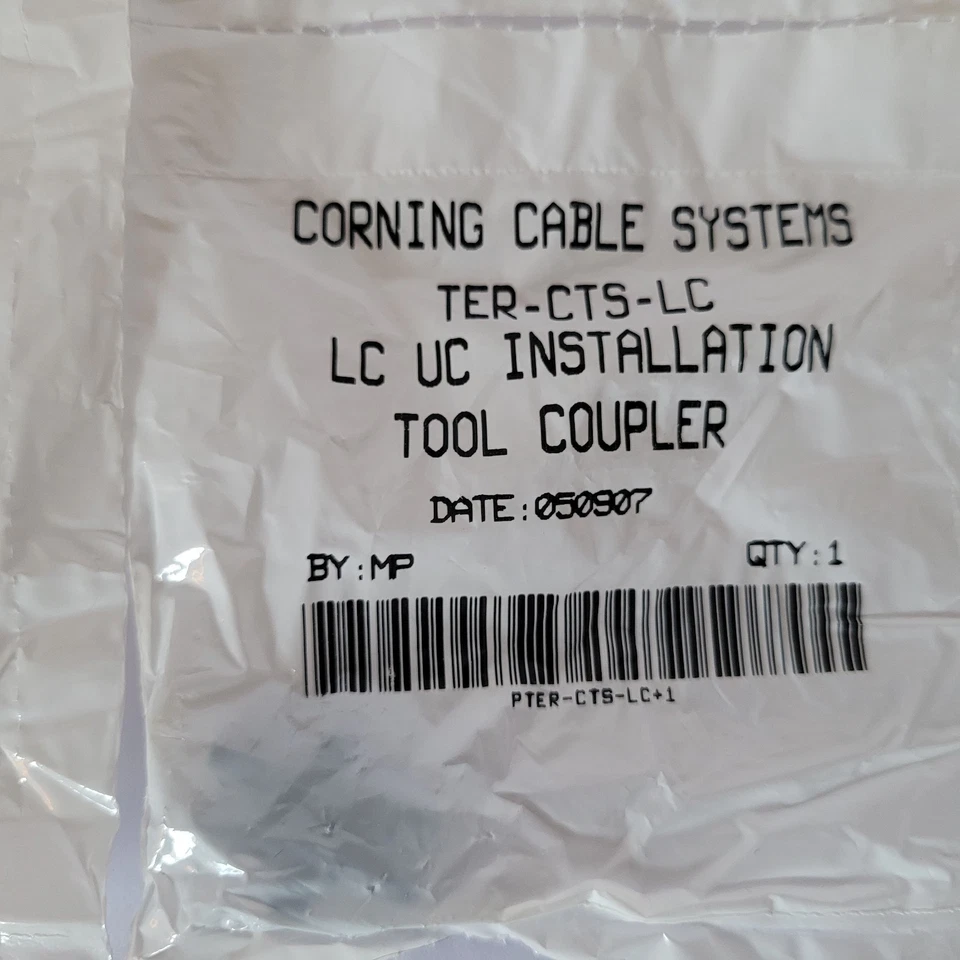 CORNING CABLE SYSTEMS
TER-CTS-LC
LC UC INSTALLATION
TOOL COUPLER
DATE:050907
BY:MP QTY:1
PTER-CTS-LC+1